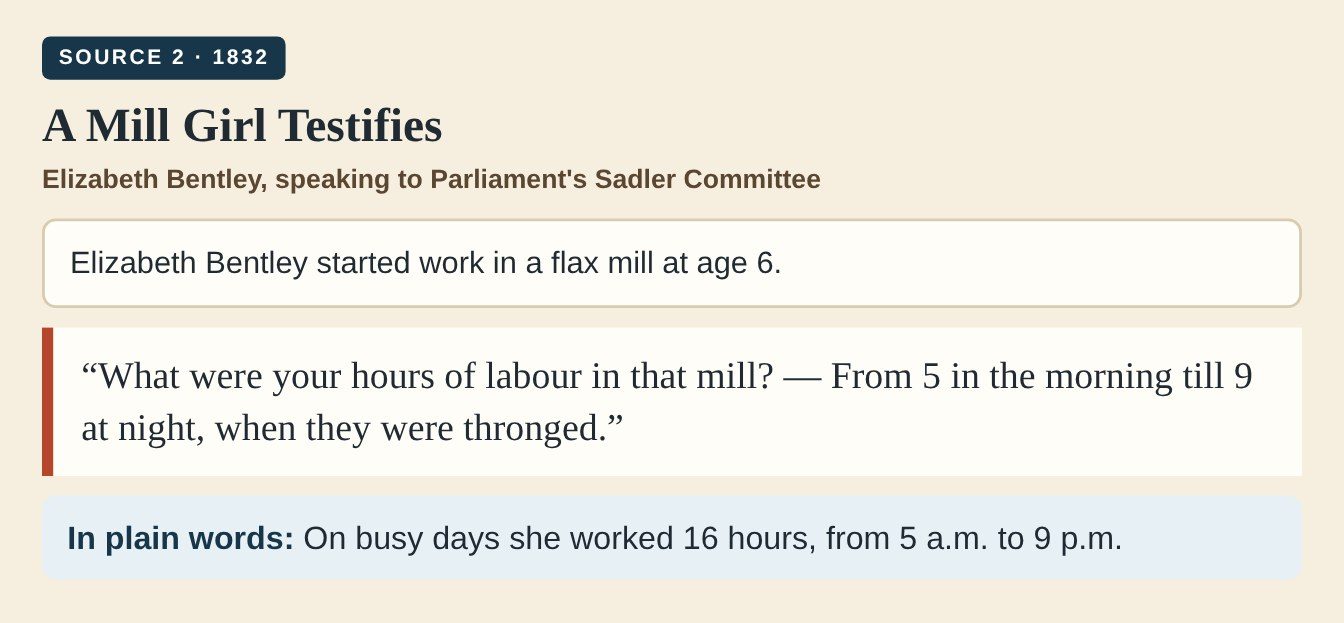 SOURCE 2 · 1832
A Mill Girl Testifies
Elizabeth Bentley, speaking to Parliament's Sadler Committee
Elizabeth Bentley started work in a flax mill at age 6.
“What were your hours of labour in that mill? — From 5 in the morning till 9
at night, when they were thronged.”
In plain words: On busy days she worked 16 hours, from 5 a.m. to 9 p.m.